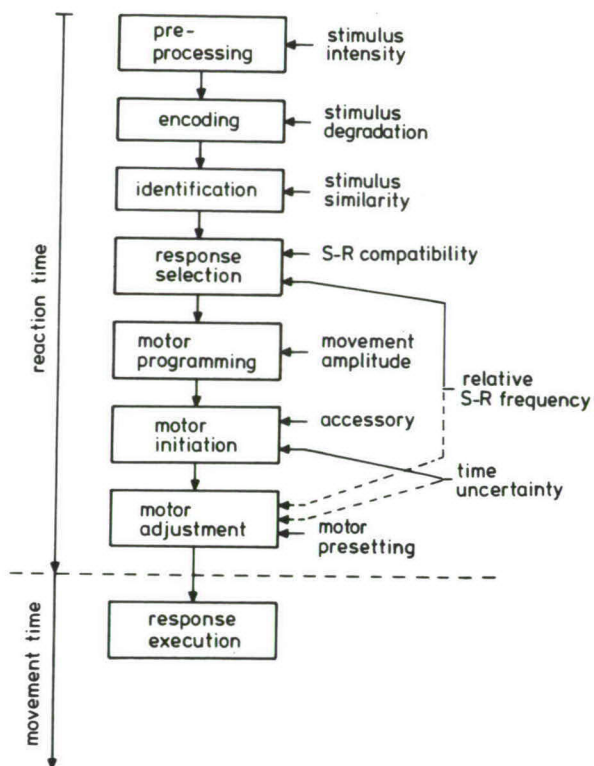 pre-
processing
stimulus
intensity
encoding
stimulus
degradation
identification
stimulus
similarity
response
selection
S-R compatibility
motor
programming
movement
amplitude
relative
S-R frequency
motor
initiation
accessory
time
uncertainty
motor
adjustment
motor
presetting
response
execution
reaction time
movement time